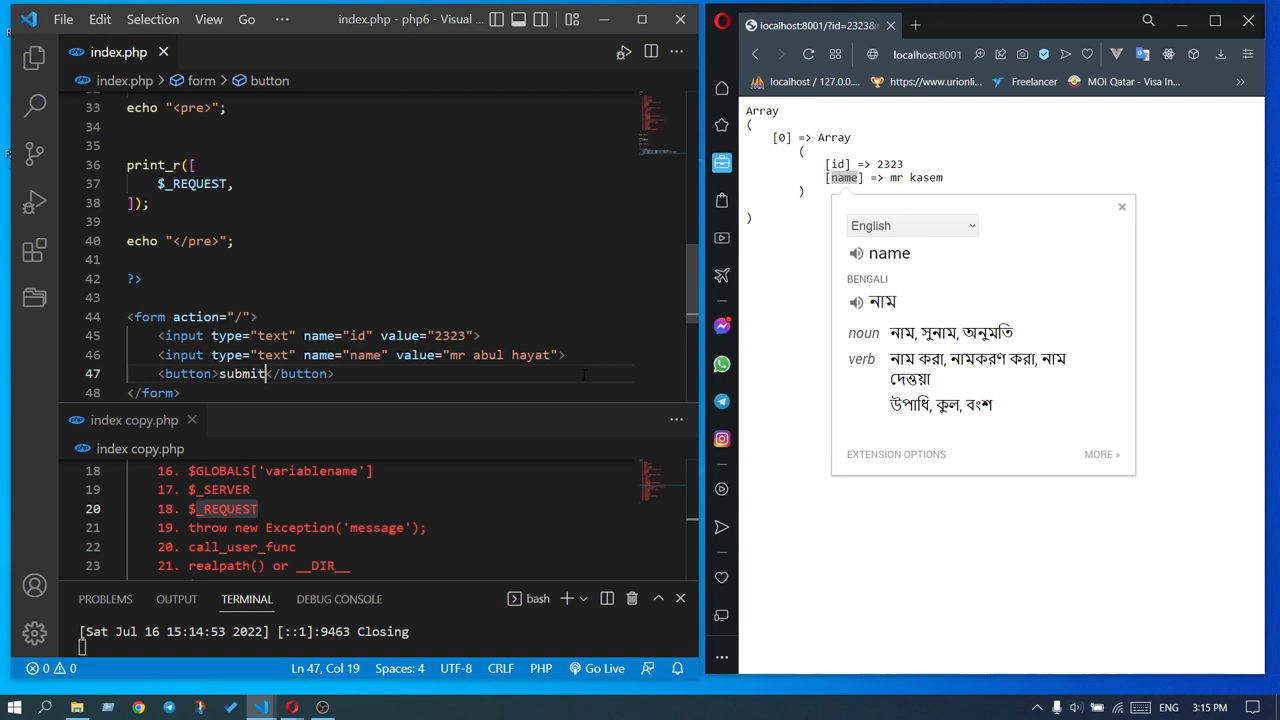 File Edit Selection View Go ··· index.php - php6 - Visual ...
index.php
index.php > form > button
32
33 echo "<pre>";
34
35
36 print_r([
37 $_REQUEST,
38 ]);
39
40 echo "</pre>";
41
42 ?>
43
44 <form action="/">
45 <input type="text" name="id" value="2323">
46 <input type="text" name="name" value="mr abul hayat">
47 <button>submit</button>
48 </form>
index copy.php
index copy.php
18 16. $GLOBALS['variablename']
19 17. $_SERVER
20 18. $_REQUEST
21 19. throw new Exception('message');
22 20. call_user_func
23 21. realpath() or __DIR__
PROBLEMS OUTPUT TERMINAL DEBUG CONSOLE
bash
[Sat Jul 16 15:14:53 2022] [::1]:9463 Closing
0 0 Ln 47, Col 19 Spaces: 4 UTF-8 CRLF PHP Go Live
localhost:8001/?id=2323&
localhost:8001
localhost / 127.0.0.... https://www.urionli... Freelancer MOI Qatar - Visa In...
Array
(
[0] => Array
(
[id] => 2323
[name] => mr kasem
)
)
English
name
BENGALI
নাম
noun নাম, সুনাম, অনুমতি
verb নাম করা, নামকরণ করা, নাম
দেত্তয়া
উপাধি, কুল, বংশ
EXTENSION OPTIONS MORE »
ENG 3:15 PM